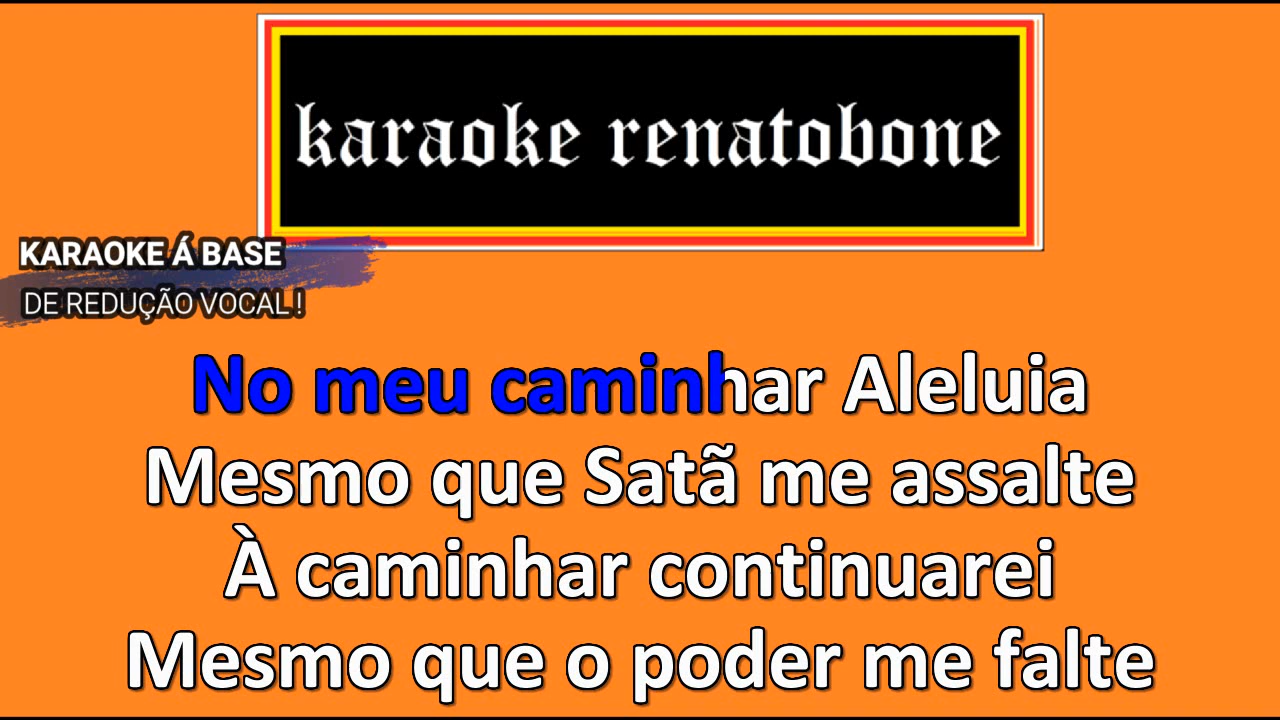 karaoke renatobone
KARAOKE Á BASE
DE REDUÇÃO VOCAL !
No meu caminhar Aleluia
Mesmo que Satã me assalte
À caminhar continuarei
Mesmo que o poder me falte